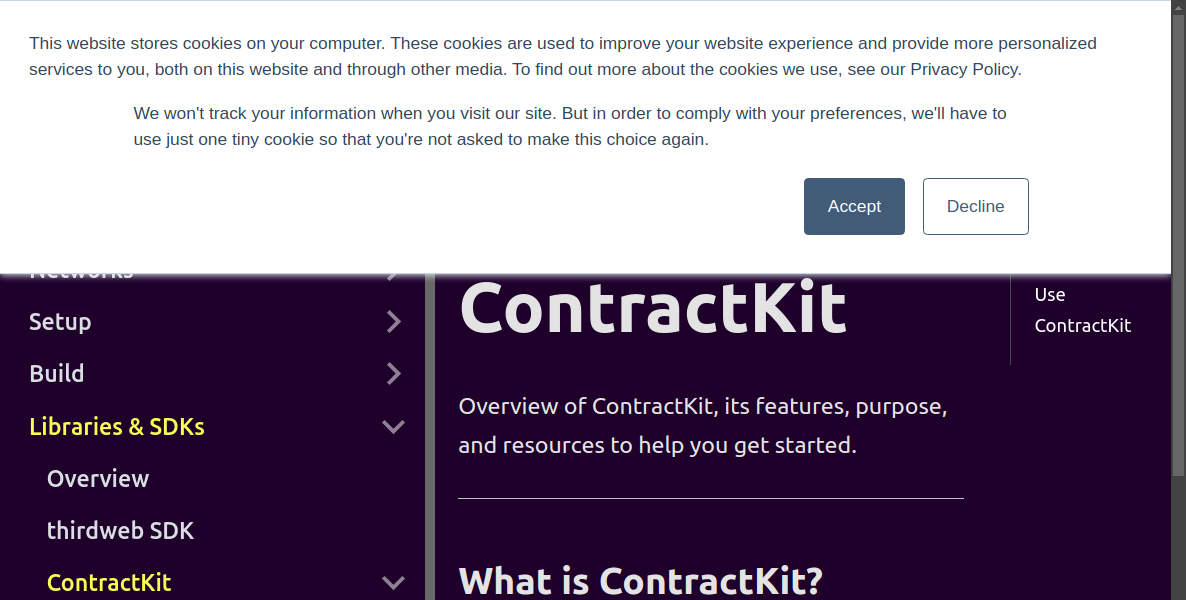 This website stores cookies on your computer. These cookies are used to improve your website experience and provide more personalized
services to you, both on this website and through other media. To find out more about the cookies we use, see our Privacy Policy.
We won't track your information when you visit our site. But in order to comply with your preferences, we'll have to
use just one tiny cookie so that you're not asked to make this choice again.
Accept
Decline
Networks
Setup
Build
Libraries & SDKs
Overview
thirdweb SDK
ContractKit
ContractKit
Overview of ContractKit, its features, purpose,
and resources to help you get started.
What is ContractKit?
Use
ContractKit